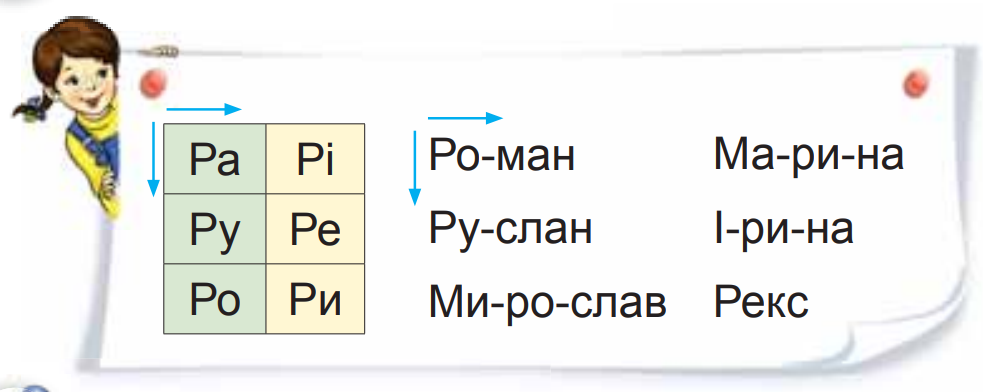 Ра Рі
Ру Ре
Ро Ри
Ро-ман Ма-ри-на
Ру-слан І-ри-на
Ми-ро-слав Рекс